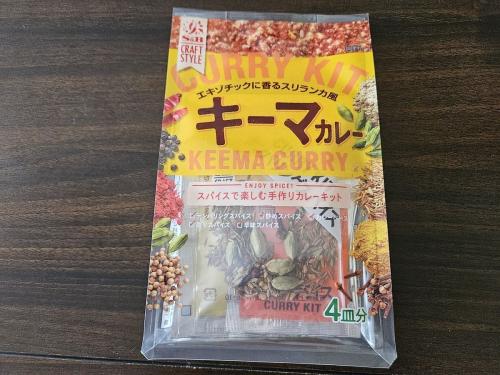 S&B
CRAFT
STYLE
CURRY KIT
エキゾチックに香るスリランカ風
キーマカレー
KEEMA CURRY
ENJOY SPICE!
スパイスで楽しむ手作りカレーキット
炒めスパイス
CURRY KIT
4皿分